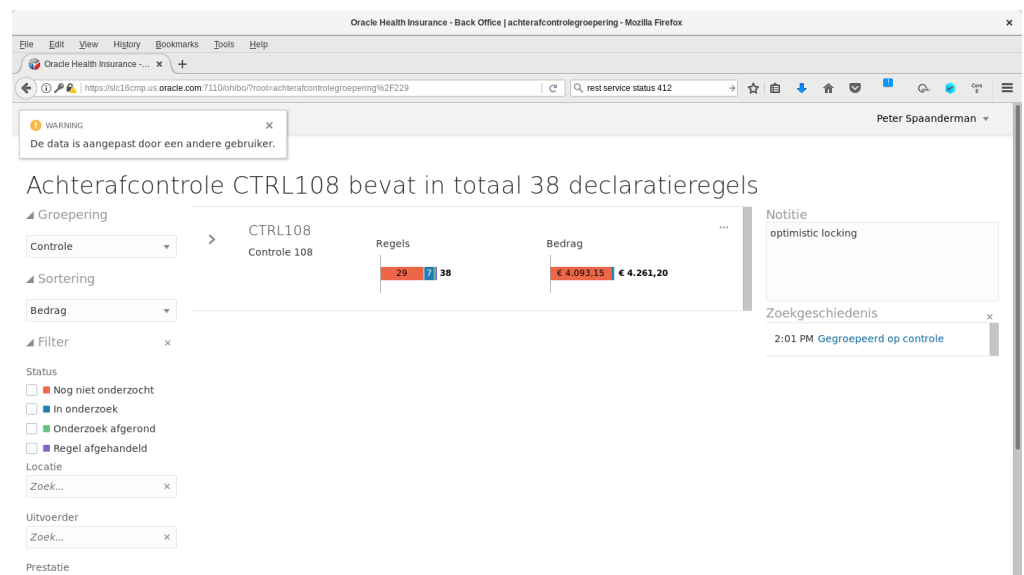 Oracle Health Insurance - Back Office | achterafcontrolegroepering - Mozilla Firefox
File Edit View History Bookmarks Tools Help
Oracle Health Insurance -...
https://slc16cmp.us.oracle.com:7110/ohibo/?root=achterafcontrolegroepering%2F229
rest service status 412
WARNING
De data is aangepast door een andere gebruiker.
Peter Spaanderman
Achterafcontrole CTRL108 bevat in totaal 38 declaratieregels
Groepering
Controle
Sortering
Bedrag
Filter
Status
Nog niet onderzocht
In onderzoek
Onderzoek afgerond
Regel afgehandeld
Locatie
Zoek...
Uitvoerder
Zoek...
Prestatie
CTRL108
Controle 108
Regels
29 7 38
Bedrag
€ 4.093,15 € 4.261,20
...
Notitie
optimistic locking
Zoekgeschiedenis
2:01 PM Gegroepeerd op controle